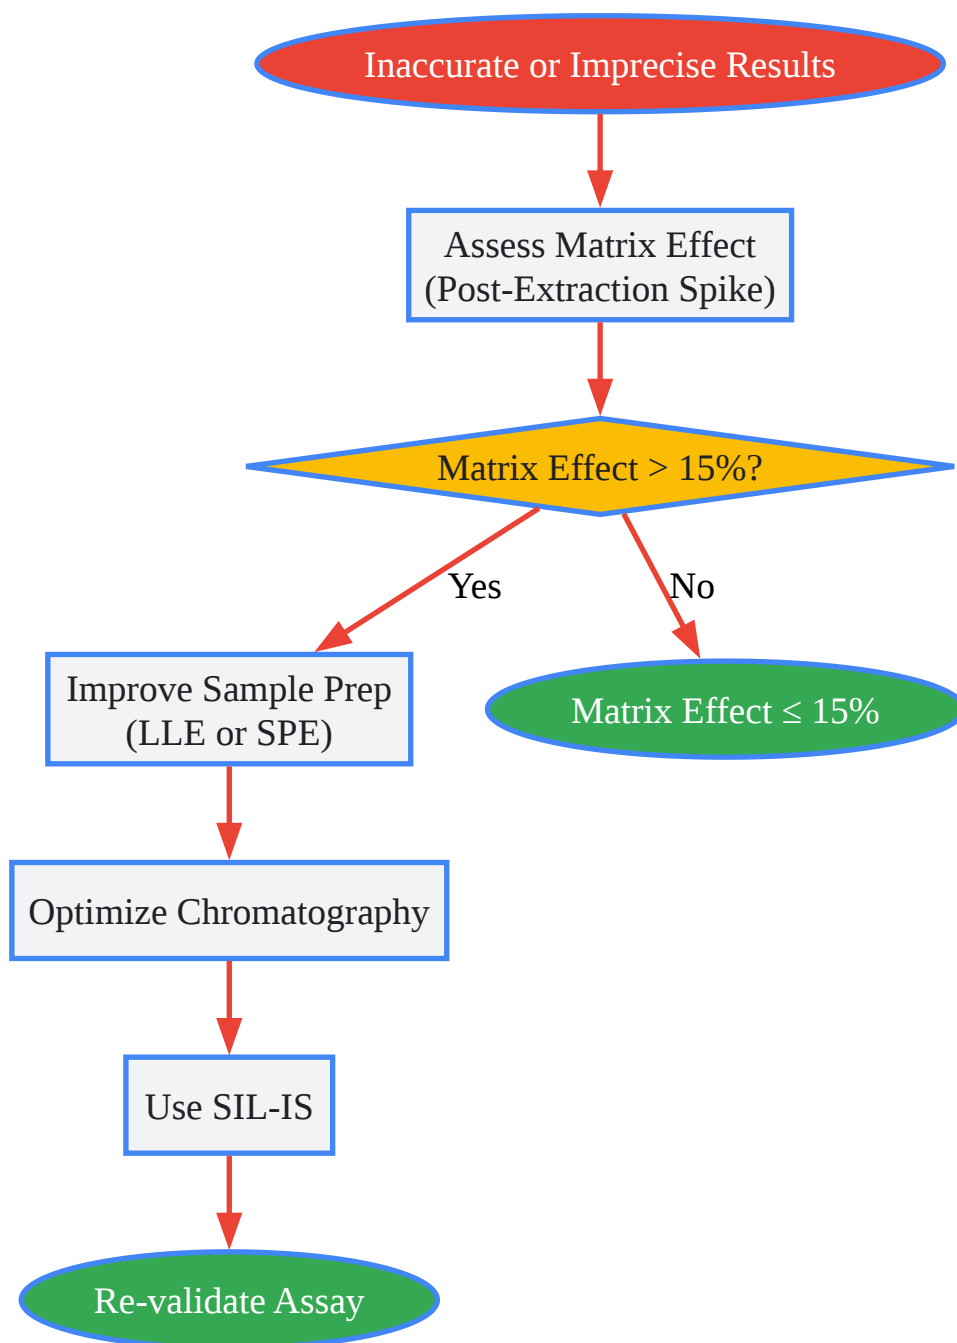 Inaccurate or Imprecise Results
Assess Matrix Effect
(Post-Extraction Spike)
Matrix Effect > 15%?
Yes
No
Improve Sample Prep
(LLE or SPE)
Matrix Effect ≤ 15%
Optimize Chromatography
Use SIL-IS
Re-validate Assay